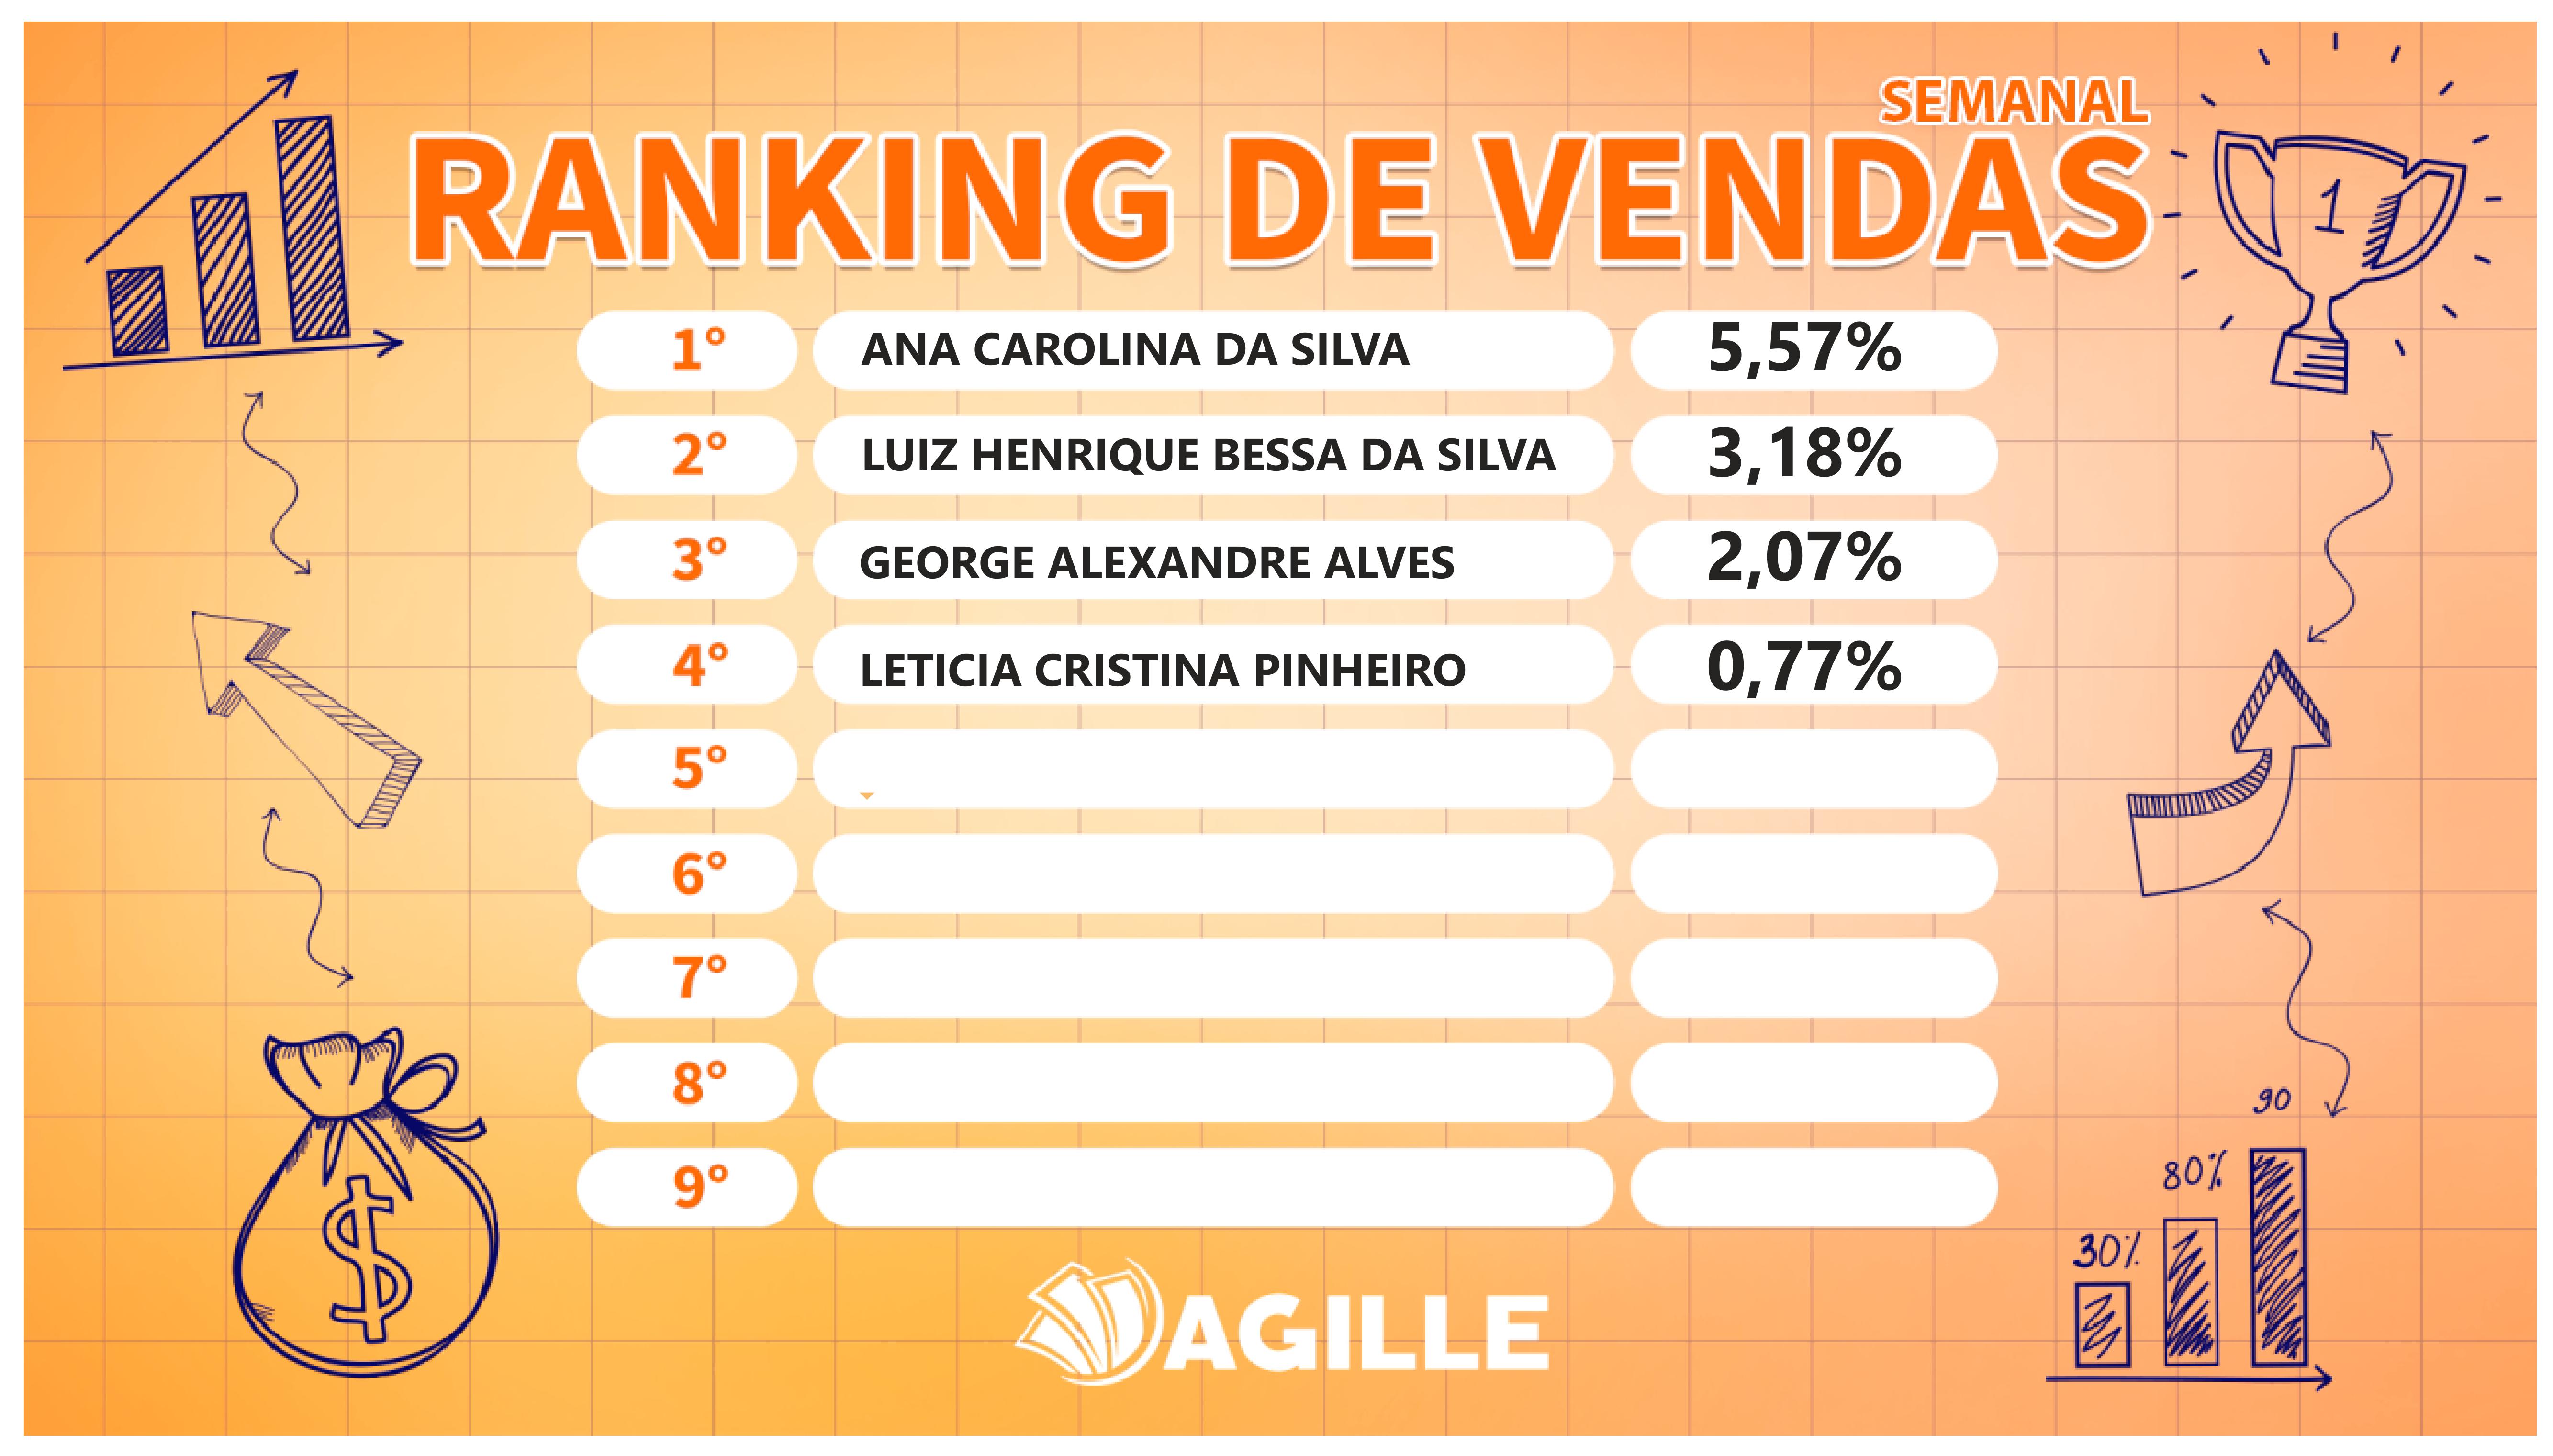 SEMANAL
RANKING DE VENDAS
1
1° ANA CAROLINA DA SILVA 5,57%
2° LUIZ HENRIQUE BESSA DA SILVA 3,18%
3° GEORGE ALEXANDRE ALVES 2,07%
4° LETICIA CRISTINA PINHEIRO 0,77%
5°
6°
7°
8°
9°
$
90
80%
30%
AGILLE